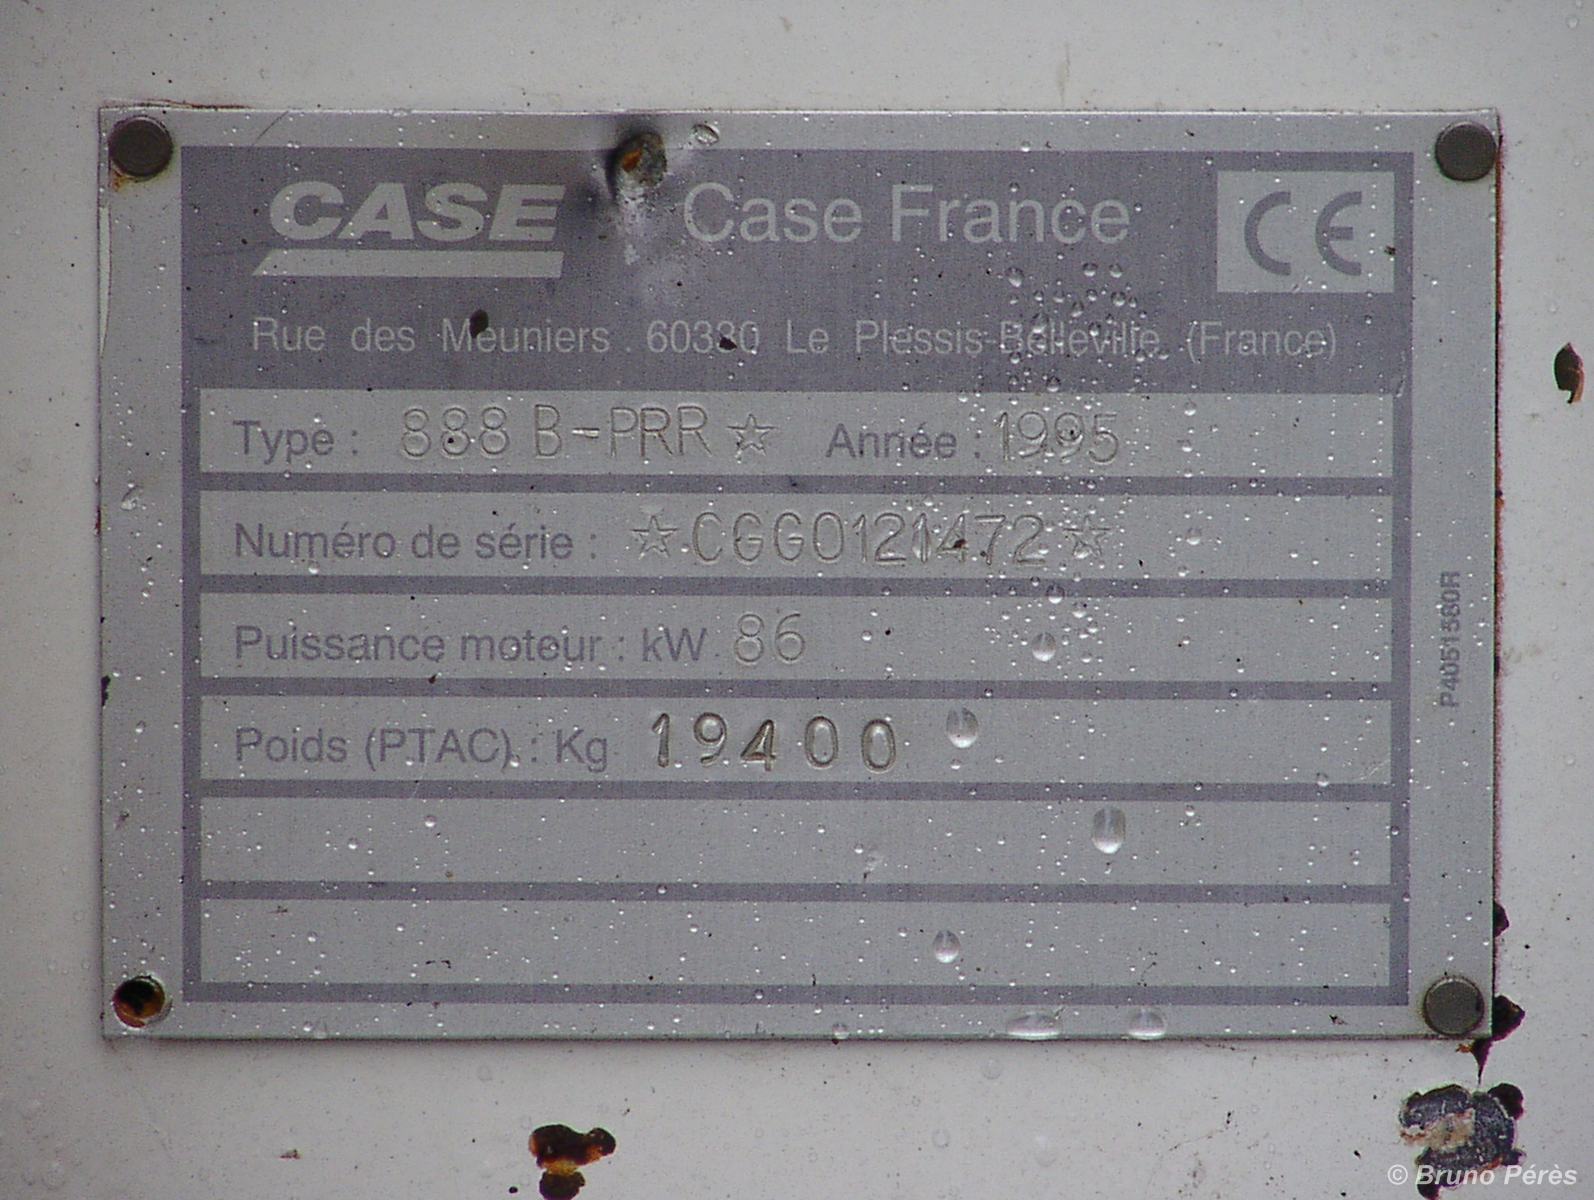 CASE Case France CE
Rue des Meuniers 60330 Le Plessis-Belleville (France)
Type : 888 B-PRR ☆ Année : 1995
Numéro de série : ☆CGG0121472☆
Puissance moteur : kW 86
Poids (PTAC) : Kg 19400
P4051580R
© Bruno Pérès